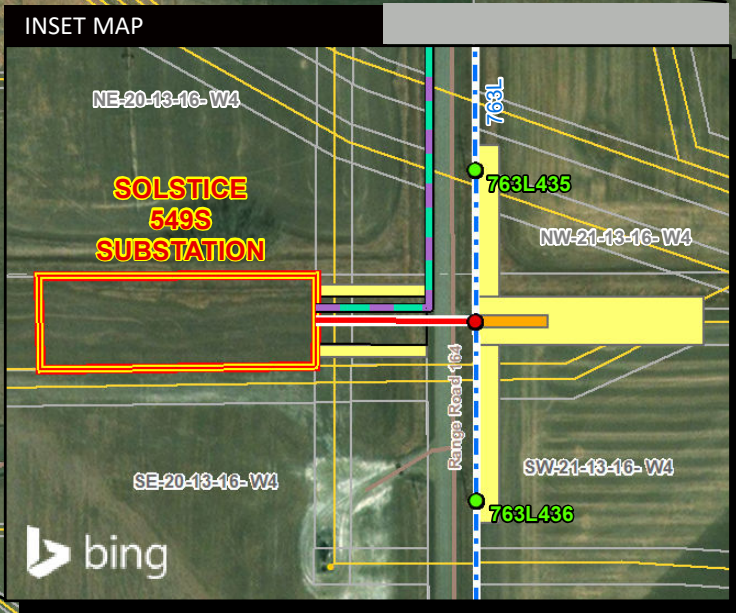 INSET MAP
763L
NE-20-13-16- W4
SOLSTICE
549S
SUBSTATION
763L435
NW-21-13-16- W4
Range Road 164
SE-20-13-16- W4
SW-21-13-16- W4
763L436
bing